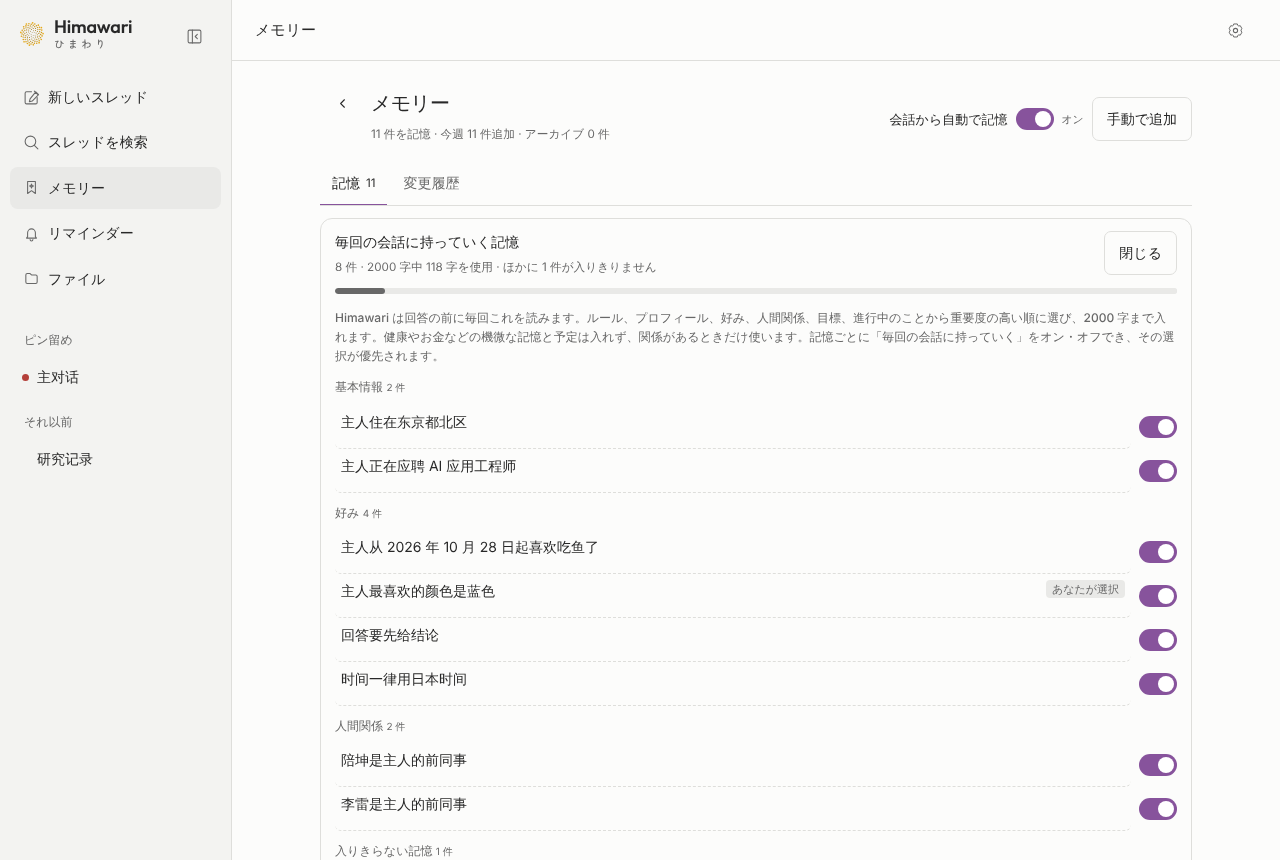 Himawari
ひまわり
新しいスレッド
スレッドを検索
メモリー
リマインダー
ファイル
ピン留め
主对话
それ以前
研究记录
メモリー
メモリー
11 件を記憶 · 今週 11 件追加 · アーカイブ 0 件
会話から自動で記憶 オン 手動で追加
記憶 11 変更履歴
毎回の会話に持っていく記憶
8 件 · 2000 字中 118 字を使用 · ほかに 1 件が入りきりません
閉じる
Himawari は回答の前に毎回これを読みます。ルール、プロフィール、好み、人間関係、目標、進行中のことから重要度の高い順に選び、2000 字まで入
れます。健康やお金などの機微な記憶と予定は入れず、関係があるときだけ使います。記憶ごとに「毎回の会話に持っていく」をオン・オフでき、その選
択が優先されます。
基本情報 2 件
主人住在东京都北区
主人正在应聘 AI 应用工程师
好み 4 件
主人从 2026 年 10 月 28 日起喜欢吃鱼了
主人最喜欢的颜色是蓝色 あなたが選択
回答要先给结论
时间一律用日本时间
人間関係 2 件
陪坤是主人的前同事
李雷是主人的前同事
入りきらない記憶 1 件